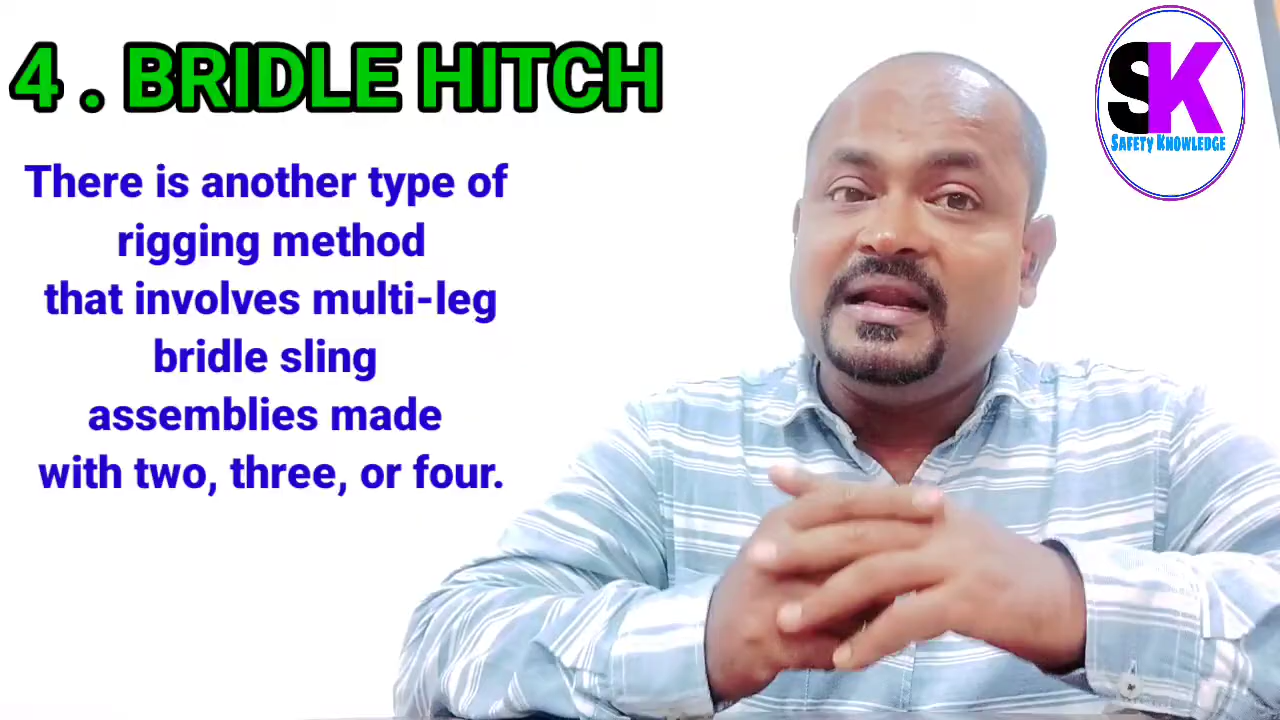 4 . BRIDLE HITCH
There is another type of
rigging method
that involves multi-leg
bridle sling
assemblies made
with two, three, or four.
SK
SAFETY KNOWLEDGE